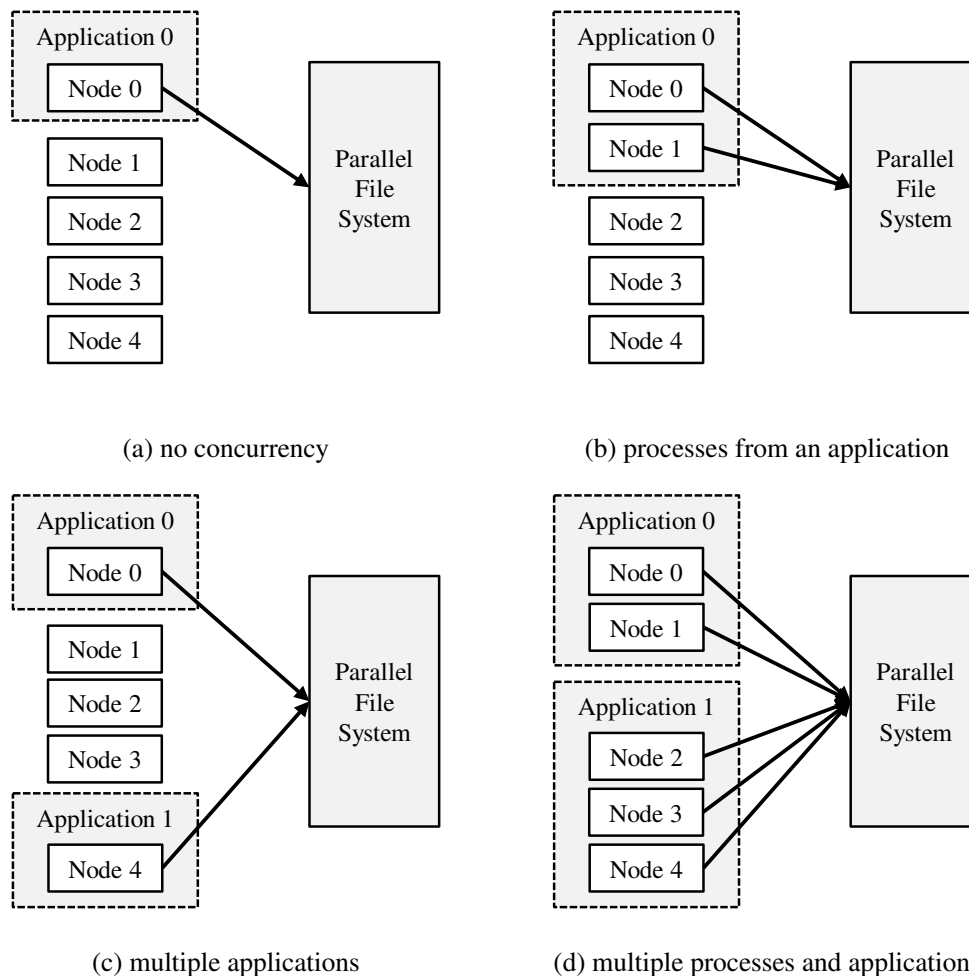 Application 0
Node 0
Node 1
Node 2
Node 3
Node 4
Parallel
File
System
(a) no concurrency
Application 0
Node 0
Node 1
Node 2
Node 3
Node 4
Parallel
File
System
(b) processes from an application
Application 0
Node 0
Node 1
Node 2
Node 3
Application 1
Node 4
Parallel
File
System
(c) multiple applications
Application 0
Node 0
Node 1
Application 1
Node 2
Node 3
Node 4
Parallel
File
System
(d) multiple processes and application